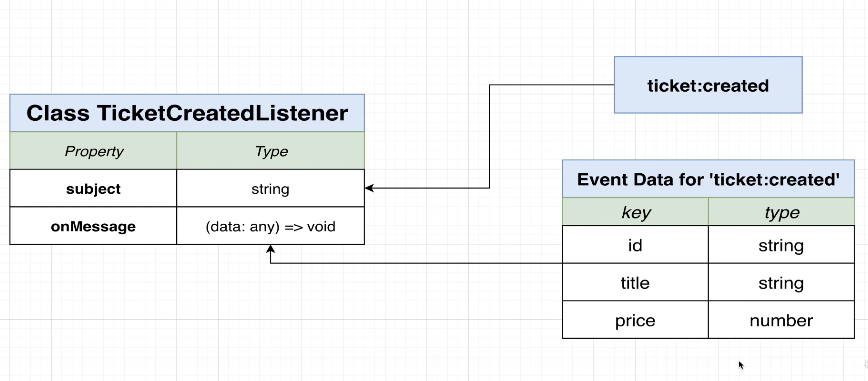 ticket:created
Class TicketCreatedListener
Property Type
subject string
onMessage (data: any) => void
Event Data for 'ticket:created'
key type
id string
title string
price number